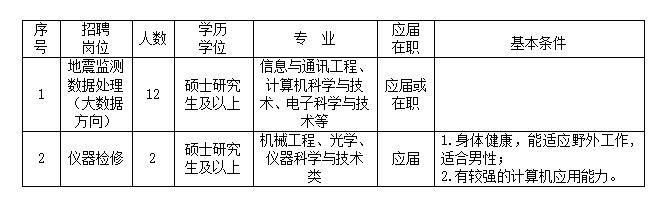 序号 招聘岗位 人数 学历学位 专 业 应届在职 基本条件
1 地震监测数据处理（大数据方向） 12 硕士研究生及以上 信息与通讯工程、计算机科学与技术、电子科学与技术等 应届或在职
2 仪器检修 2 硕士研究生及以上 机械工程、光学、仪器科学与技术类 应届 1.身体健康，能适应野外工作，适合男性；
2.有较强的计算机应用能力。